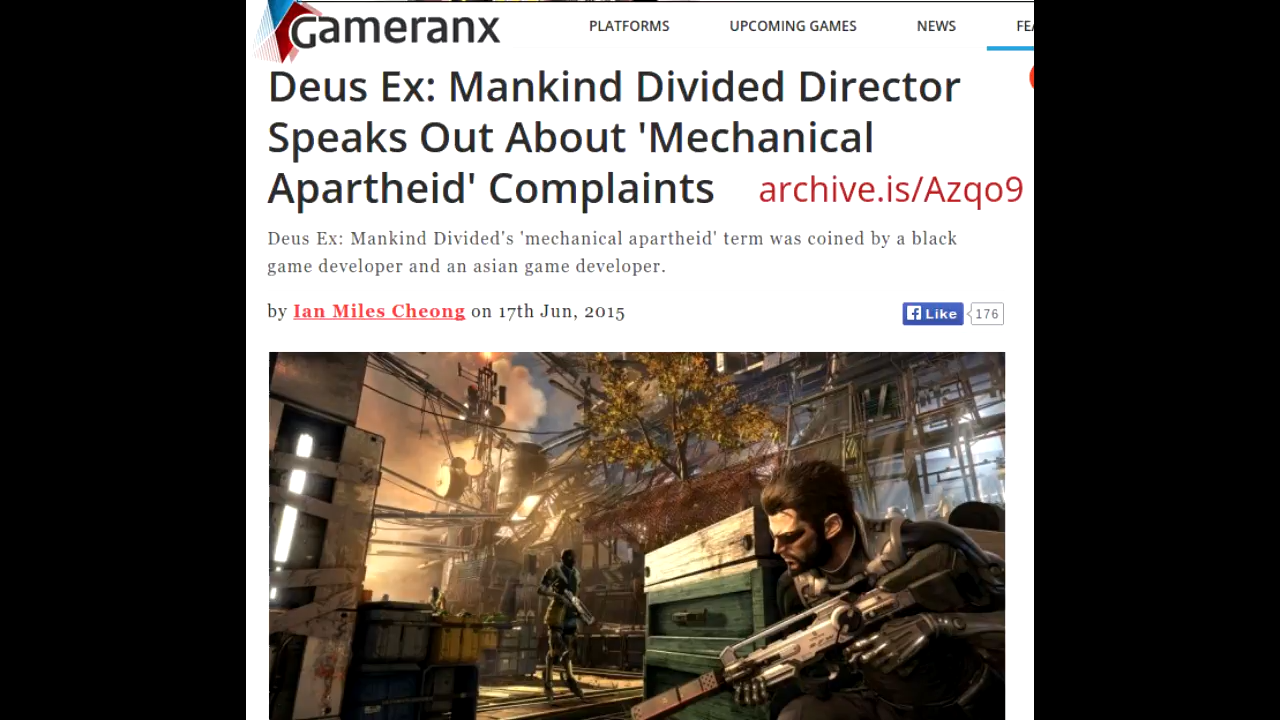 Gameranx
PLATFORMS UPCOMING GAMES NEWS FEA
Deus Ex: Mankind Divided Director
Speaks Out About 'Mechanical
Apartheid' Complaints archive.is/Azqo9
Deus Ex: Mankind Divided's 'mechanical apartheid' term was coined by a black
game developer and an asian game developer.
by Ian Miles Cheong on 17th Jun, 2015
Like 176